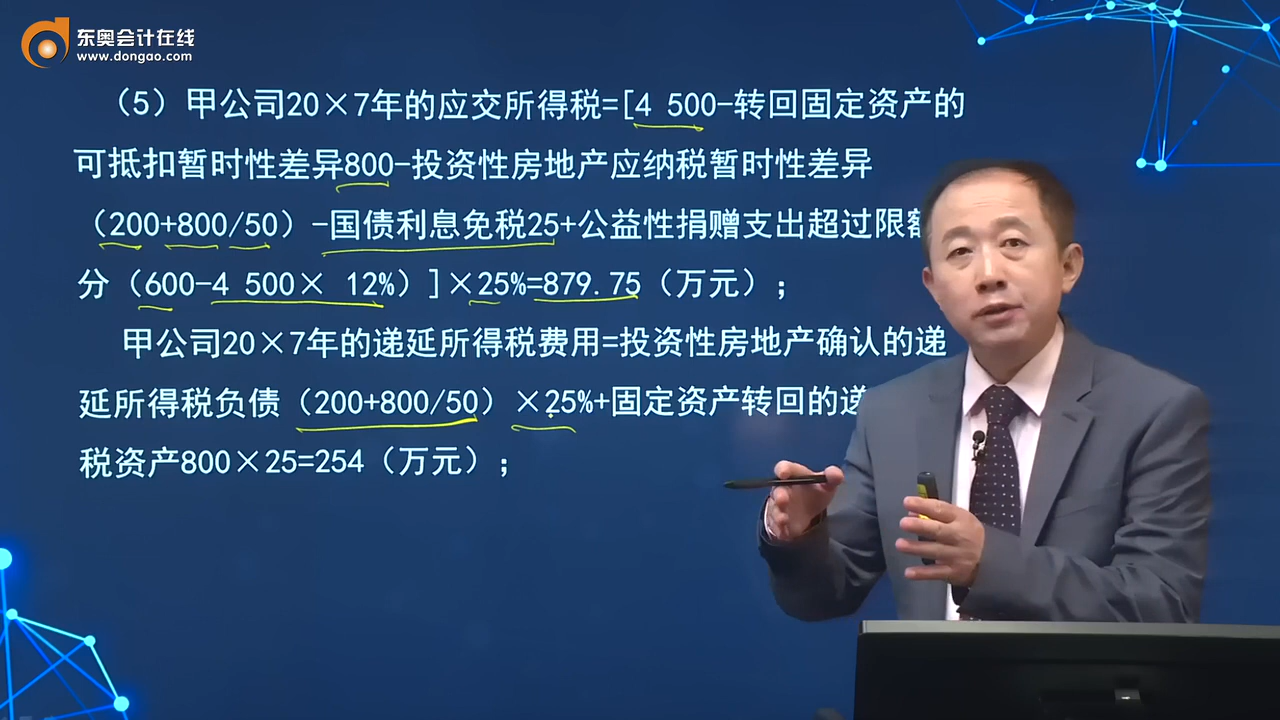 东奥会计在线
www.dongao.com
（5）甲公司20×7年的应交所得税=[4 500-转回固定资产的
可抵扣暂时性差异800-投资性房地产应纳税暂时性差异
（200+800/50）-国债利息免税25+公益性捐赠支出超过限
分（600-4 500× 12%）]×25%=879.75（万元）；
甲公司20×7年的递延所得税费用=投资性房地产确认的递
延所得税负债（200+800/50）×25%+固定资产转回的递
税资产800×25=254（万元）；